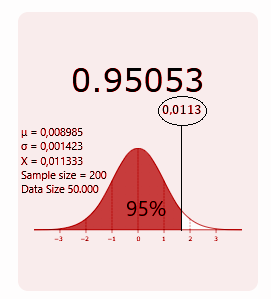 0.95053
0,0113
μ = 0,008985
σ = 0,001423
X = 0,011333
Sample size = 200
Data Size 50.000
95%
−3 −2 −1 0 1 2 3